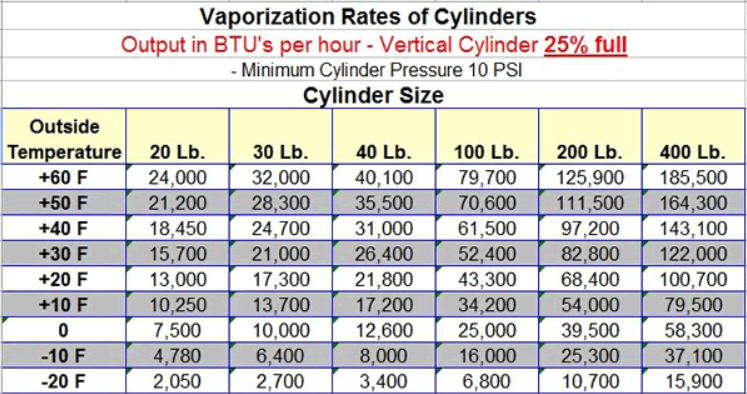 Vaporization Rates of Cylinders
Output in BTU's per hour - Vertical Cylinder 25% full
- Minimum Cylinder Pressure 10 PSI
Cylinder Size
Outside
Temperature 20 Lb. 30 Lb. 40 Lb. 100 Lb. 200 Lb. 400 Lb.
+60 F 24,000 32,000 40,100 79,700 125,900 185,500
+50 F 21,200 28,300 35,500 70,600 111,500 164,300
+40 F 18,450 24,700 31,000 61,500 97,200 143,100
+30 F 15,700 21,000 26,400 52,400 82,800 122,000
+20 F 13,000 17,300 21,800 43,300 68,400 100,700
+10 F 10,250 13,700 17,200 34,200 54,000 79,500
0 7,500 10,000 12,600 25,000 39,500 58,300
-10 F 4,780 6,400 8,000 16,000 25,300 37,100
-20 F 2,050 2,700 3,400 6,800 10,700 15,900